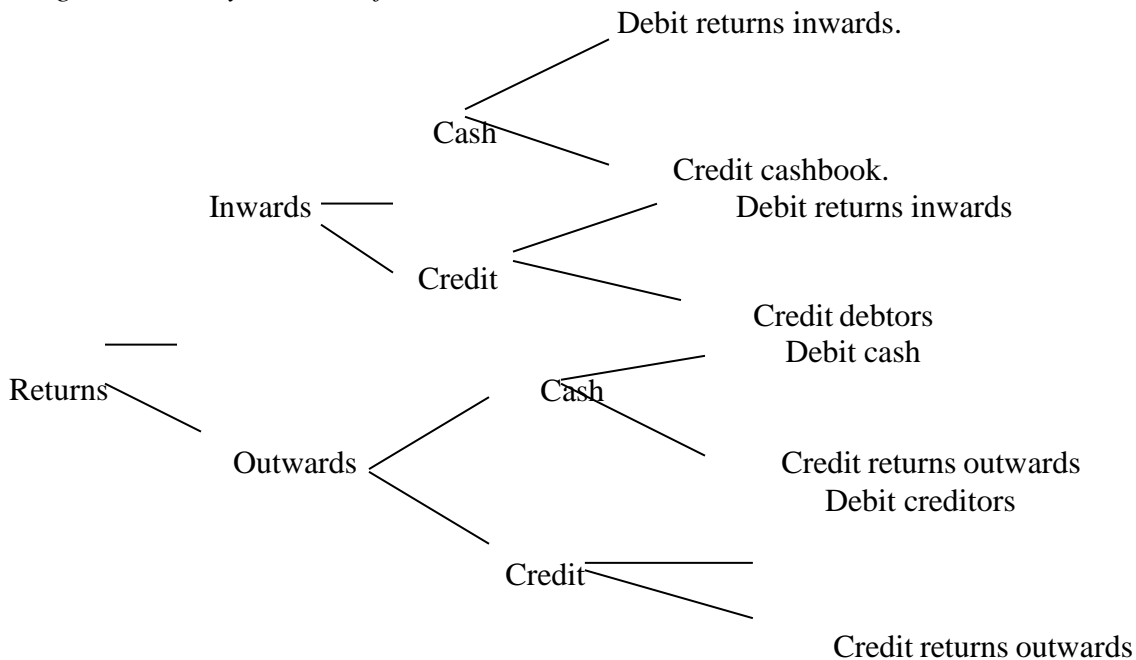 Debit returns inwards.
Cash
Credit cashbook.
Inwards
Debit returns inwards
Credit
Credit debtors
Debit cash
Returns
Cash
Outwards
Credit returns outwards
Debit creditors
Credit
Credit returns outwards